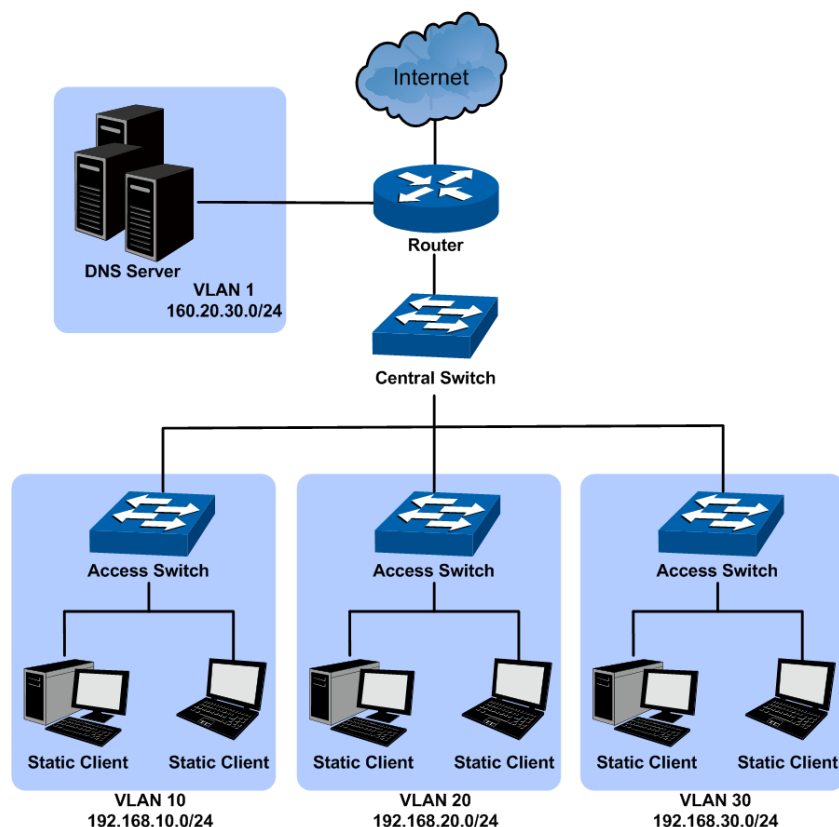 Internet
DNS Server
VLAN 1
160.20.30.0/24
Router
Central Switch
Access Switch
Access Switch
Access Switch
Static Client
Static Client
Static Client
Static Client
Static Client
Static Client
VLAN 10
192.168.10.0/24
VLAN 20
192.168.20.0/24
VLAN 30
192.168.30.0/24